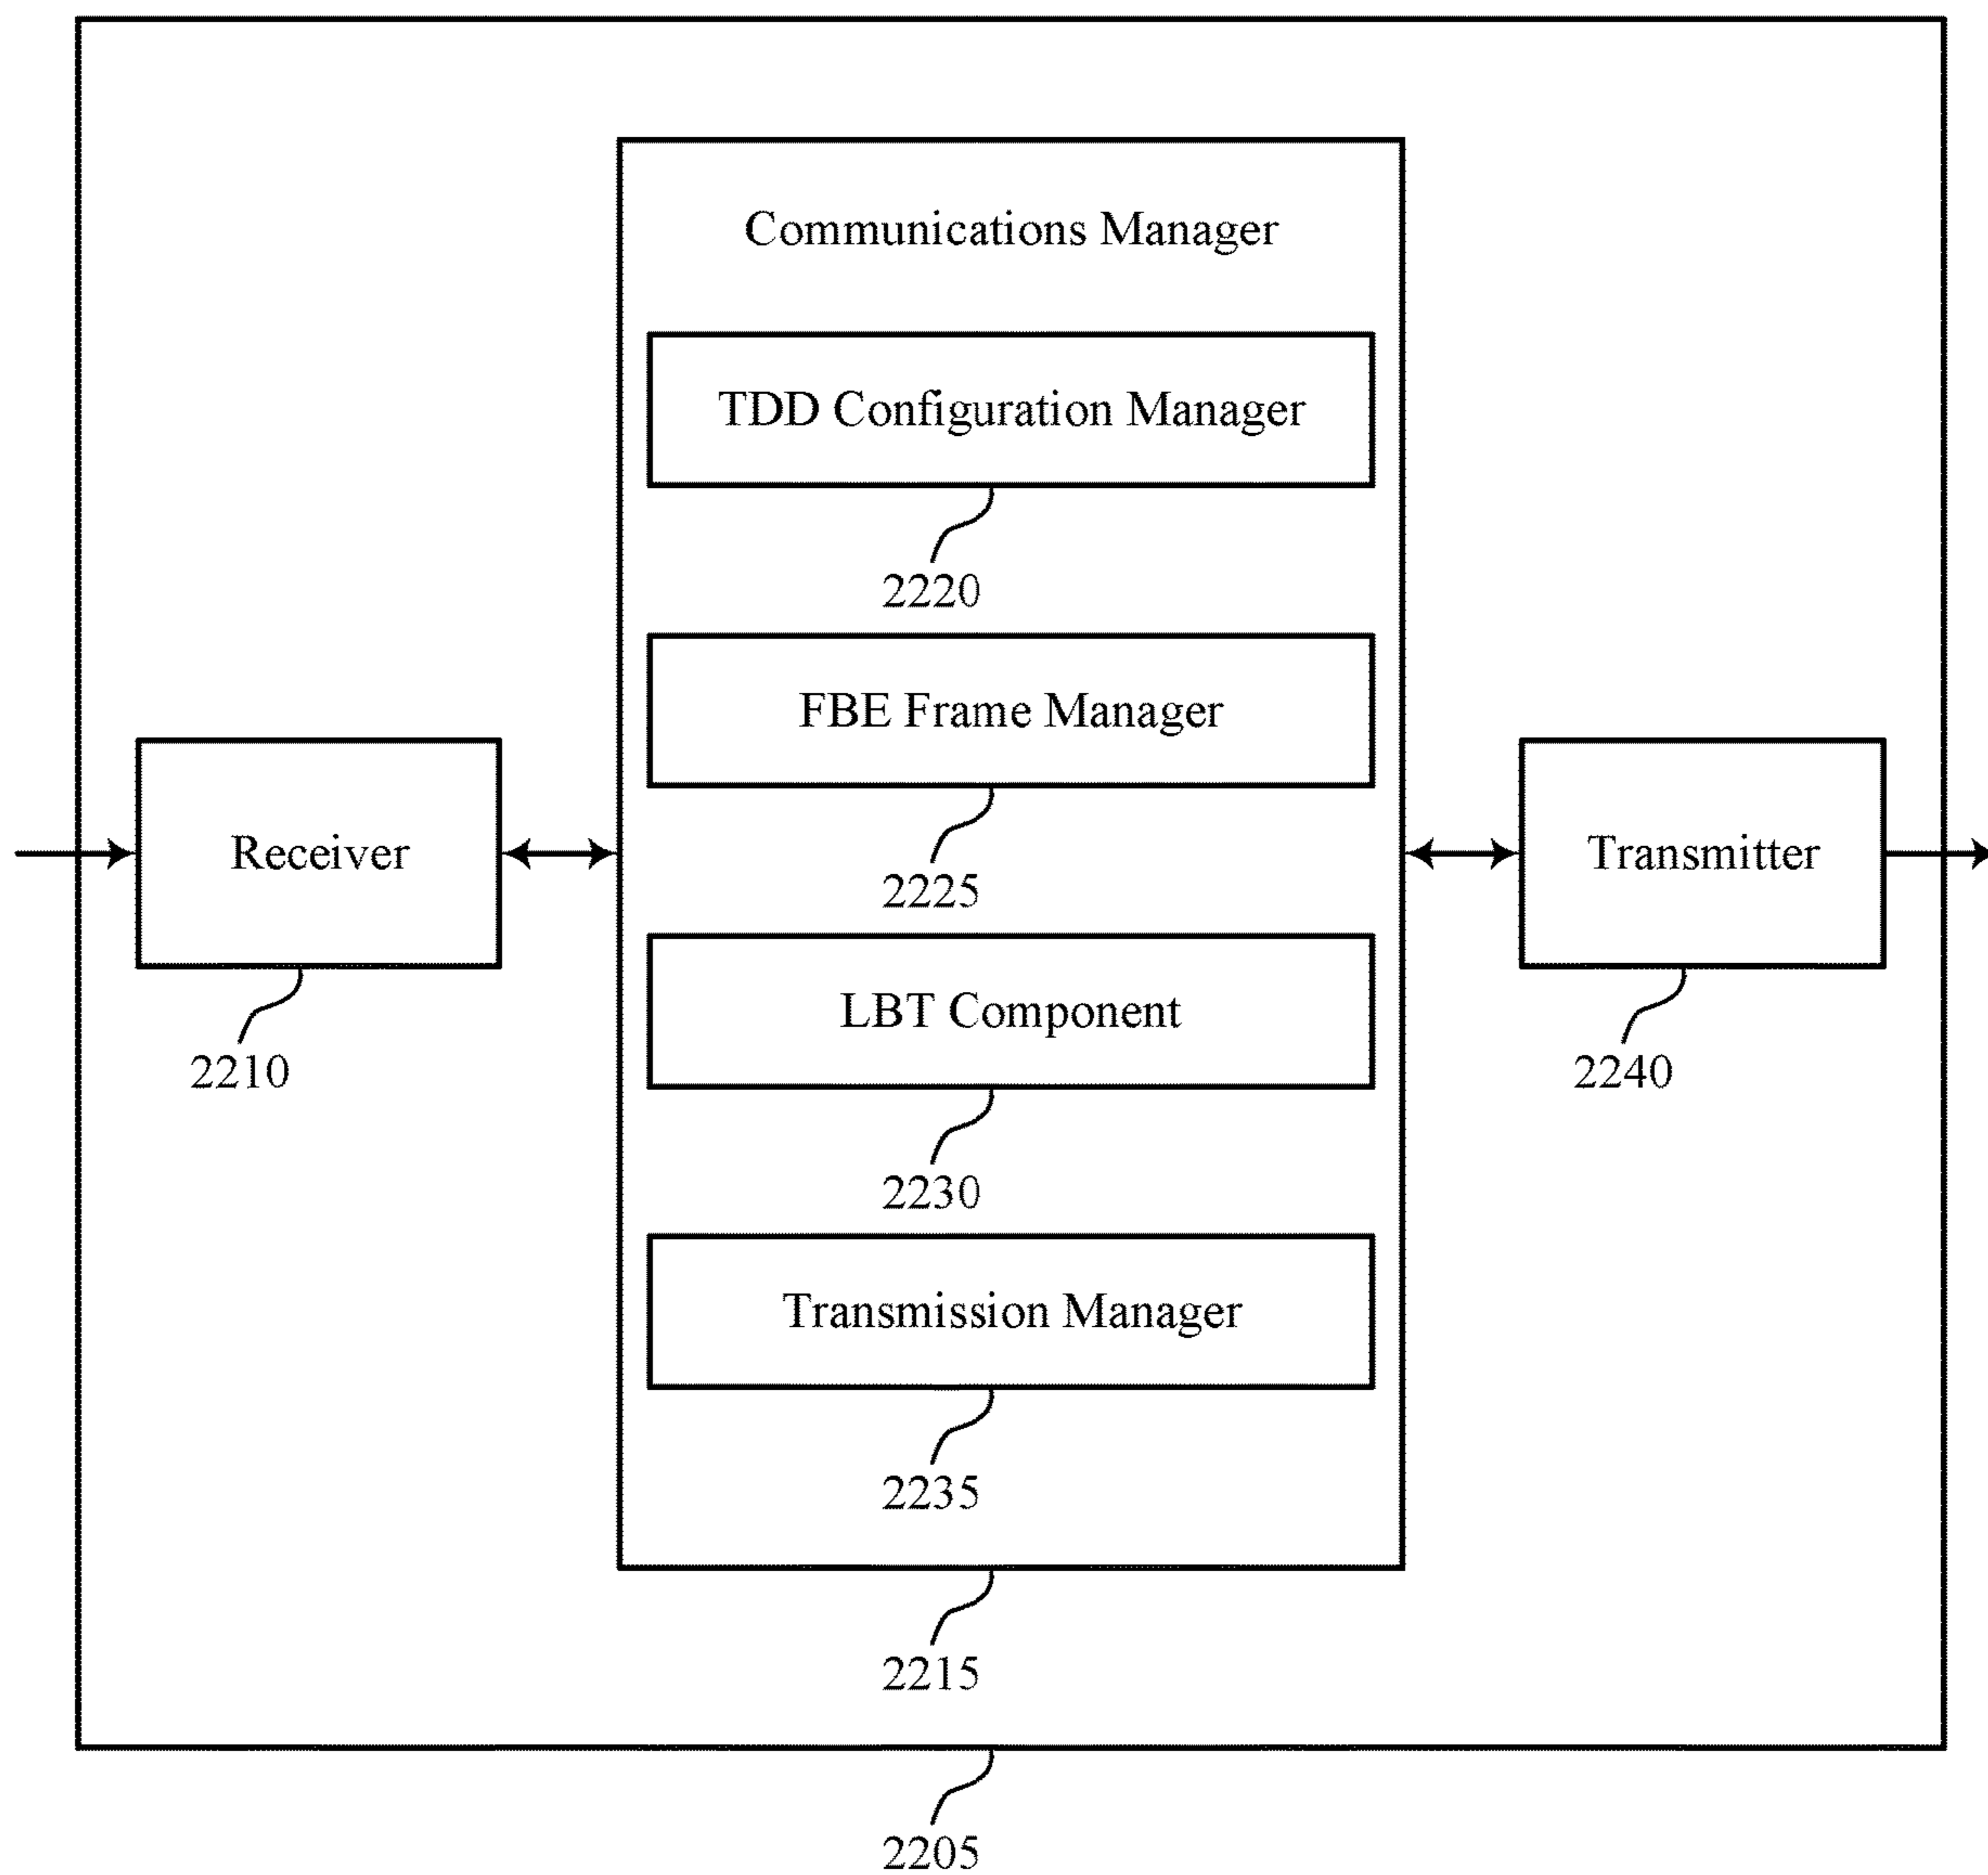 Communications Manager
TDD Configuration Manager
2220
FBE Frame Manager
2225
Receiver
2210
LBT Component
2230
Transmission Manager
2235
Transmitter
2240
2215
2205